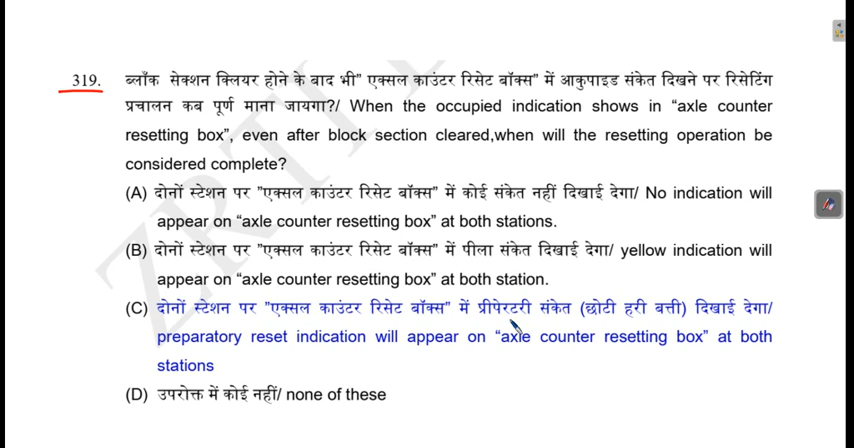 319. ब्लॉक सेक्शन क्लियर होने के बाद भी" एक्सल काउंटर रिसेट बॉक्स" में आकुपाइड संकेत दिखने पर रिसेटिंग
प्रचालन कब पूर्ण माना जायगा?/ When the occupied indication shows in “axle counter
resetting box”, even after block section cleared,when will the resetting operation be
considered complete?
(A) दोनों स्टेशन पर "एक्सल काउंटर रिसेट बॉक्स" में कोई संकेत नहीं दिखाई देगा/ No indication will
appear on “axle counter resetting box” at both stations.
(B) दोनों स्टेशन पर "एक्सल काउंटर रिसेट बॉक्स" में पीला संकेत दिखाई देगा/ yellow indication will
appear on “axle counter resetting box” at both station.
(C) दोनों स्टेशन पर "एक्सल काउंटर रिसेट बॉक्स" में प्रीपेरटरी संकेत (छोटी हरी बत्ती) दिखाई देगा/
preparatory reset indication will appear on “axle counter resetting box” at both
stations
(D) उपरोक्त में कोई नहीं/ none of these